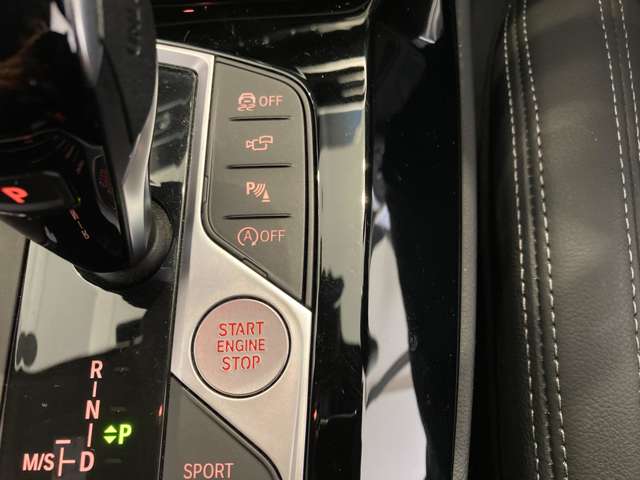 OFF
P
A OFF
P
START
ENGINE
STOP
R
N
P
M/S D
SPORT